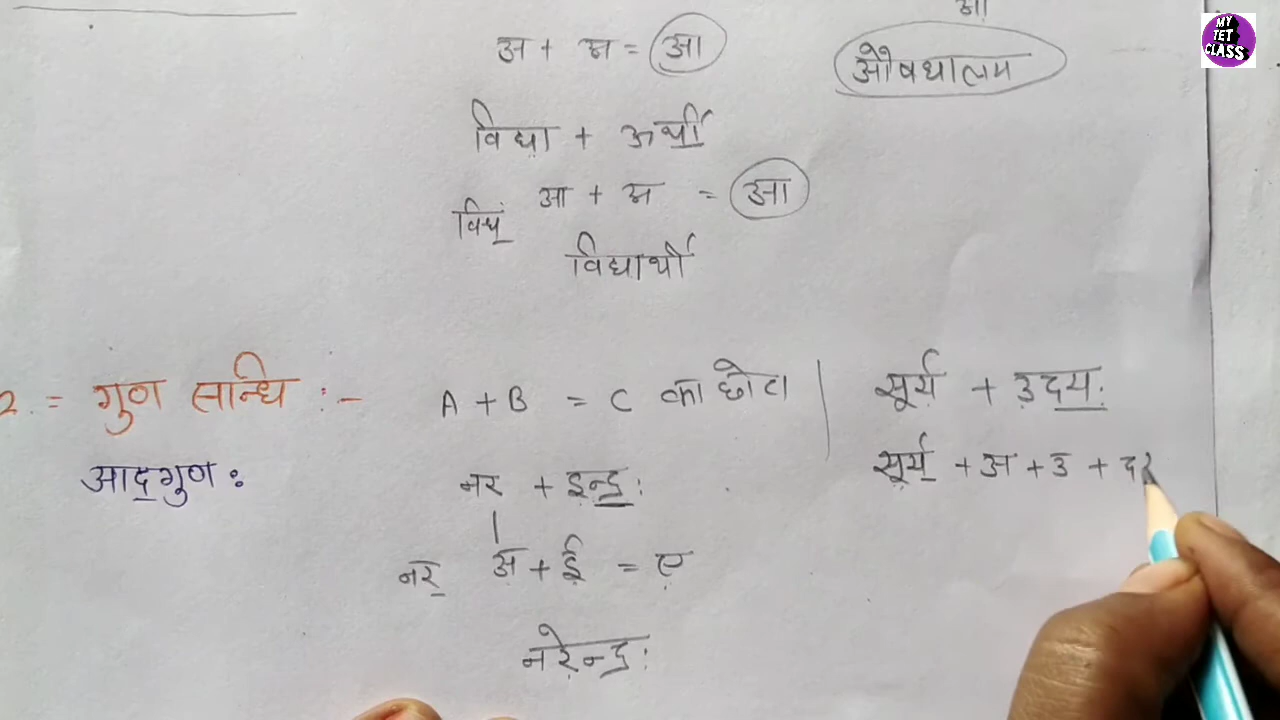 अ + अ = आ
औषधालय
विद्या + अर्थी
आ + अ = आ
विद्य्
विद्यार्थी
2. = गुण सन्धि :-
आद्गुण :
A + B = C का छोटा
नर + इन्द्र :
नर् अ + ई = ए
नरेन्द्र :
सूर्य + उदय :
सूर्य् + अ + उ + द
MY TET CLASS